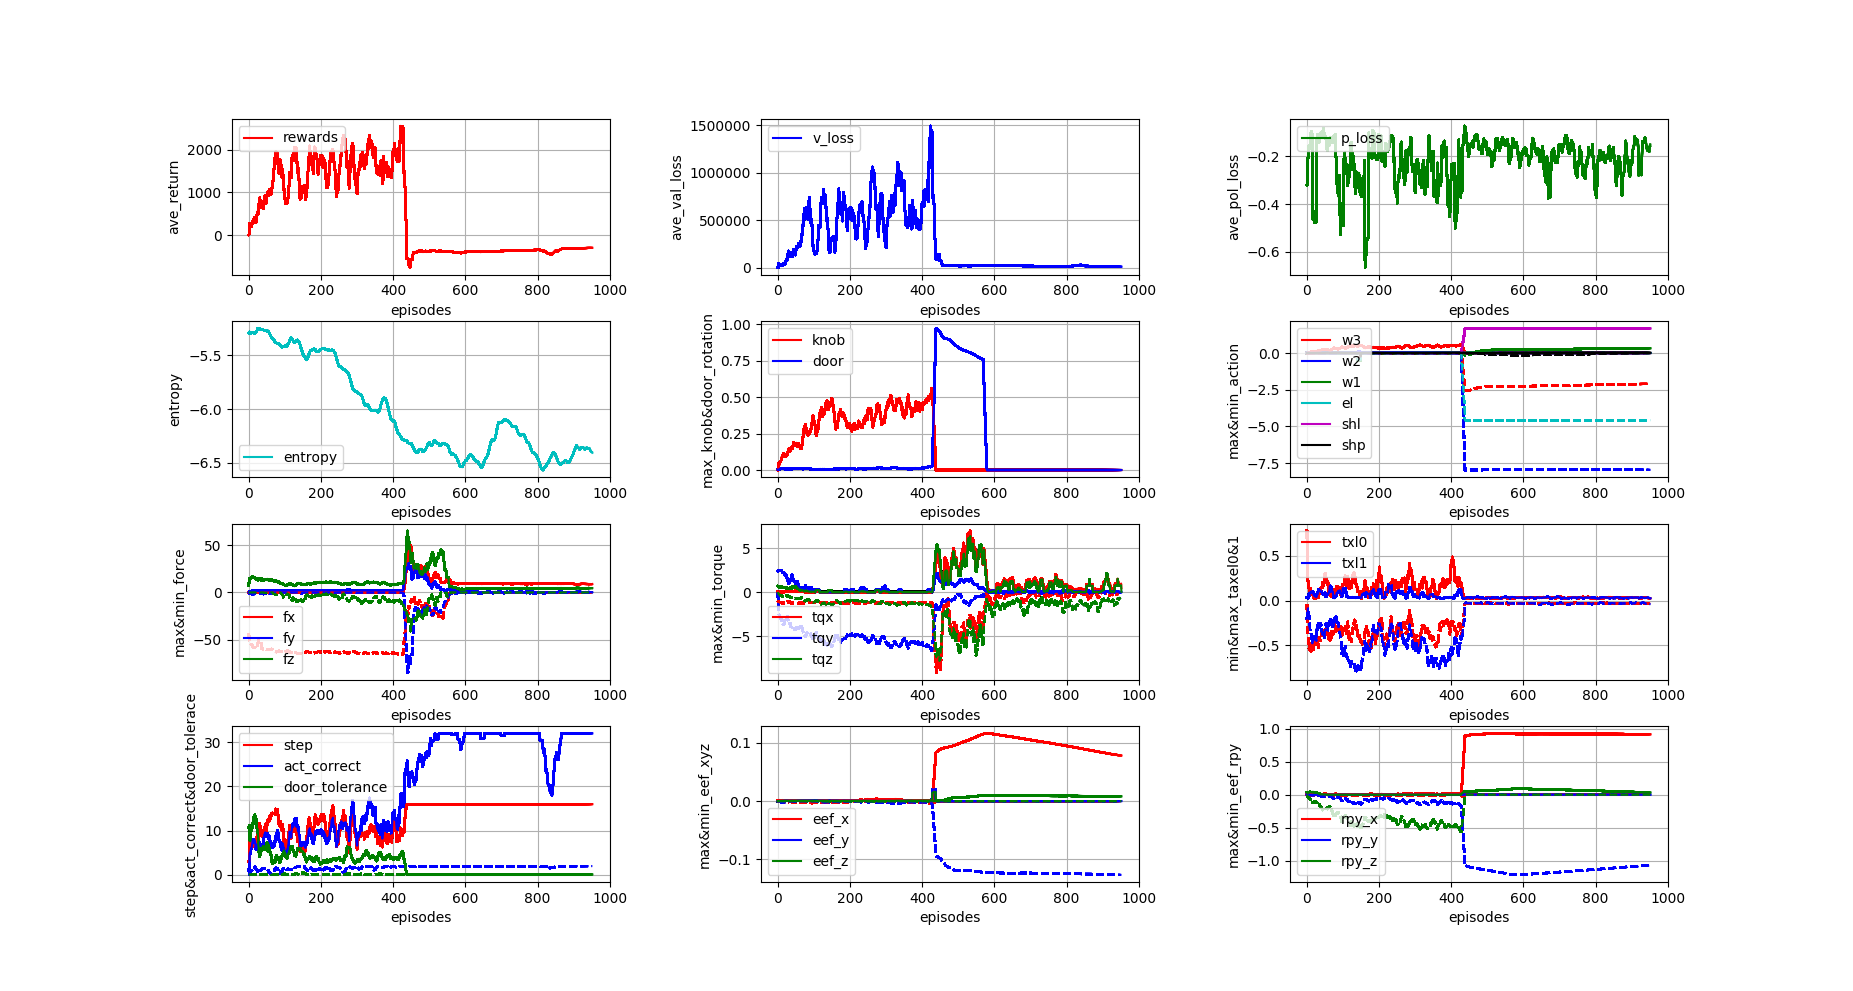 rewards
2000
1000
0
0 200 400 600 800 1000
ave_return
episodes
v_loss
1500000
1000000
500000
0
0 200 400 600 800 1000
ave_val_loss
episodes
p_loss
−0.2
−0.4
−0.6
0 200 400 600 800 1000
ave_pol_loss
episodes
−5.5
−6.0
−6.5
entropy
0 200 400 600 800 1000
entropy
episodes
1.00
0.75
0.50
0.25
0.00
knob
door
0 200 400 600 800 1000
max_knob&door_rotation
episodes
0.0
−2.5
−5.0
−7.5
w3
w2
w1
el
shl
shp
0 200 400 600 800 1000
max&min_action
episodes
50
0
−50
fx
fy
fz
0 200 400 600 800 1000
max&min_force
episodes
5
0
−5
tqx
tqy
tqz
0 200 400 600 800 1000
max&min_torque
episodes
0.5
0.0
−0.5
txl0
txl1
0 200 400 600 800 1000
min&max_taxel0&1
episodes
30
20
10
0
step
act_correct
door_tolerance
0 200 400 600 800 1000
step&act_correct&door_tolerace
episodes
0.1
0.0
−0.1
eef_x
eef_y
eef_z
0 200 400 600 800 1000
max&min_eef_xyz
episodes
1.0
0.5
0.0
−0.5
−1.0
rpy_x
rpy_y
rpy_z
0 200 400 600 800 1000
max&min_eef_rpy
episodes